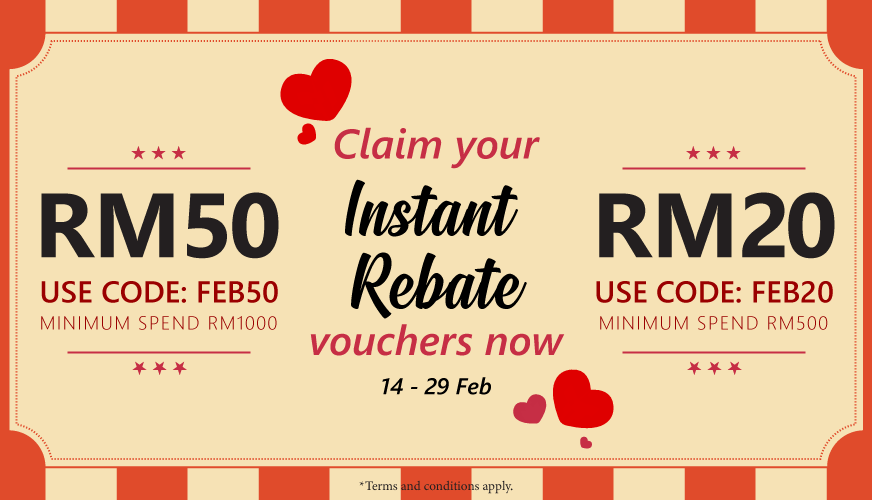 Claim your
Instant
Rebate
vouchers now
14 - 29 Feb
RM50
USE CODE: FEB50
MINIMUM SPEND RM1000
RM20
USE CODE: FEB20
MINIMUM SPEND RM500
*Terms and conditions apply.